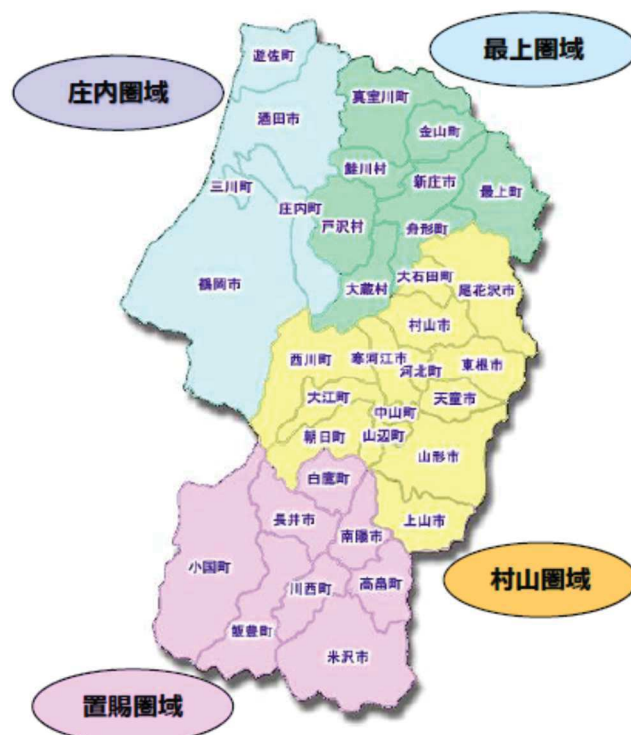 遊佐町
最上圏域
庄内圏域
真室川町
酒田市
金山町
鮭川村
新庄市
三川町
最上町
庄内町
戸沢村
舟形町
大石田町
鶴岡市
大蔵村
尾花沢市
村山市
西川町
寒河江市
東根市
河北町
大江町
天童市
中山町
朝日町
山辺町
山形市
白鷹町
長井市
上山市
南陽市
小国町
村山圏域
川西町
高畠町
飯豊町
米沢市
置賜圏域